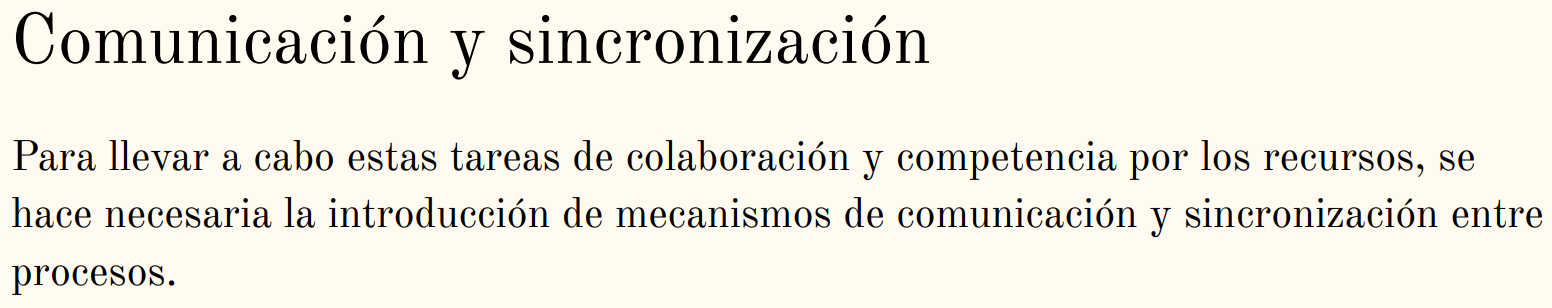 Comunicación y sincronización
Para llevar a cabo estas tareas de colaboración y competencia por los recursos, se
hace necesaria la introducción de mecanismos de comunicación y sincronización entre
procesos.